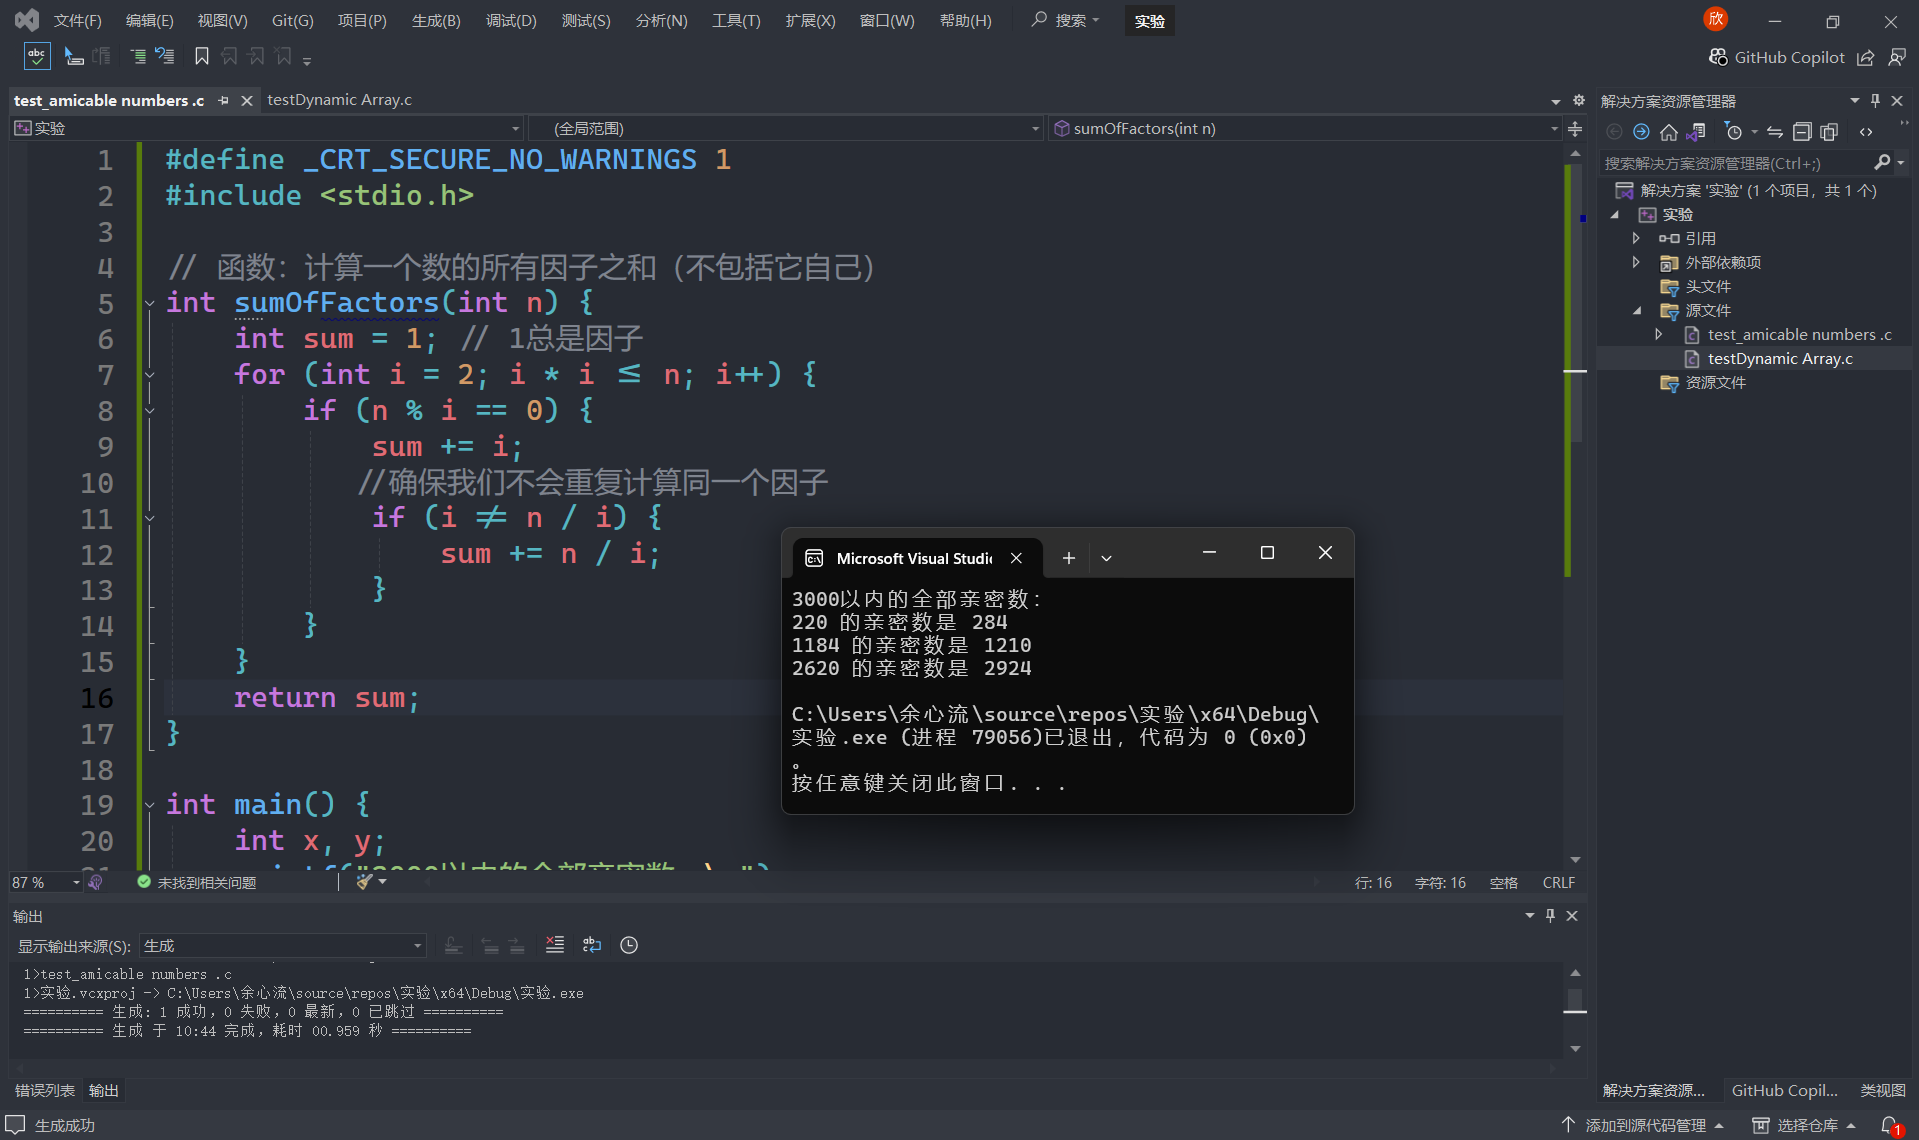 文件(F) 编辑(E) 视图(V) Git(G) 项目(P) 生成(B) 调试(D) 测试(S) 分析(N) 工具(T) 扩展(X) 窗口(W) 帮助(H) 搜索 实验 欣
abc GitHub Copilot
test_amicable numbers .c testDynamic Array.c
实验 (全局范围) sumOfFactors(int n)
1 #define _CRT_SECURE_NO_WARNINGS 1
2 #include <stdio.h>
3
4 // 函数：计算一个数的所有因子之和（不包括它自己）
5 int sumOfFactors(int n) {
6 int sum = 1; // 1总是因子
7 for (int i = 2; i * i ≤ n; i++) {
8 if (n % i == 0) {
9 sum += i;
10 //确保我们不会重复计算同一个因子
11 if (i ≠ n / i) {
12 sum += n / i;
13 }
14 }
15 }
16 return sum;
17 }
18
19 int main() {
20 int x, y;
87 % 未找到相关问题 行: 16 字符: 16 空格 CRLF
Microsoft Visual Studi
3000以内的全部亲密数：
220 的亲密数是 284
1184 的亲密数是 1210
2620 的亲密数是 2924
C:\Users\余心流\source\repos\实验\x64\Debug\
实验.exe (进程 79056)已退出，代码为 0 (0x0)
。
按任意键关闭此窗口. . .
输出
显示输出来源(S): 生成
1>test_amicable numbers .c
1>实验.vcxproj -> C:\Users\余心流\source\repos\实验\x64\Debug\实验.exe
========== 生成: 1 成功，0 失败，0 最新，0 已跳过 ==========
========== 生成 于 10:44 完成，耗时 00.959 秒 ==========
错误列表 输出
生成成功
解决方案资源管理器
搜索解决方案资源管理器(Ctrl+;)
解决方案 '实验' (1 个项目，共 1 个)
实验
引用
外部依赖项
头文件
源文件
test_amicable numbers .c
testDynamic Array.c
资源文件
解决方案资源... GitHub Copil... 类视图
添加到源代码管理 选择仓库 1